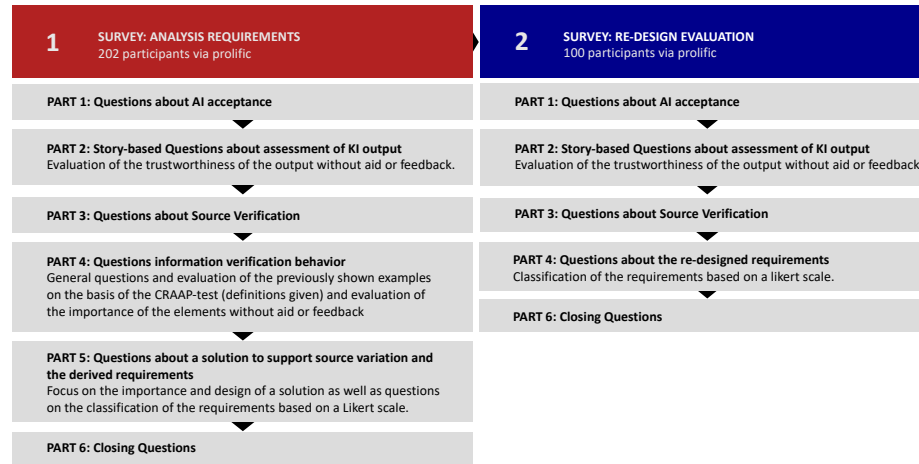 1
SURVEY: ANALYSIS REQUIREMENTS
202 participants via prolific
PART 1: Questions about AI acceptance
PART 2: Story-based Questions about assessment of KI output
Evaluation of the trustworthiness of the output without aid or feedback.
PART 3: Questions about Source Verification
PART 4: Questions information verification behavior
General questions and evaluation of the previously shown examples
on the basis of the CRAAP-test (definitions given) and evaluation of
the importance of the elements without aid or feedback
PART 5: Questions about a solution to support source variation and
the derived requirements
Focus on the importance and design of a solution as well as questions
on the classification of the requirements based on a Likert scale.
PART 6: Closing Questions
2
SURVEY: RE-DESIGN EVALUATION
100 participants via prolific
PART 1: Questions about AI acceptance
PART 2: Story-based Questions about assessment of KI output
Evaluation of the trustworthiness of the output without aid or feedback
PART 3: Questions about Source Verification
PART 4: Questions about the re-designed requirements
Classification of the requirements based on a likert scale.
PART 6: Closing Questions